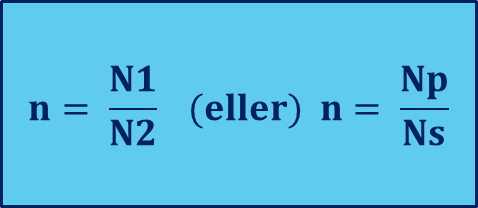 n = N1/N2 (eller) n = Np/Ns